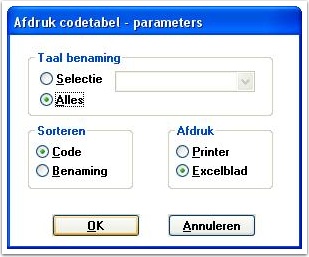 Afdruk codetabel - parameters
Taal benaming
Selectie
Alles
Sorteren
Code
Benaming
Afdruk
Printer
Excelblad
OK
Annuleren